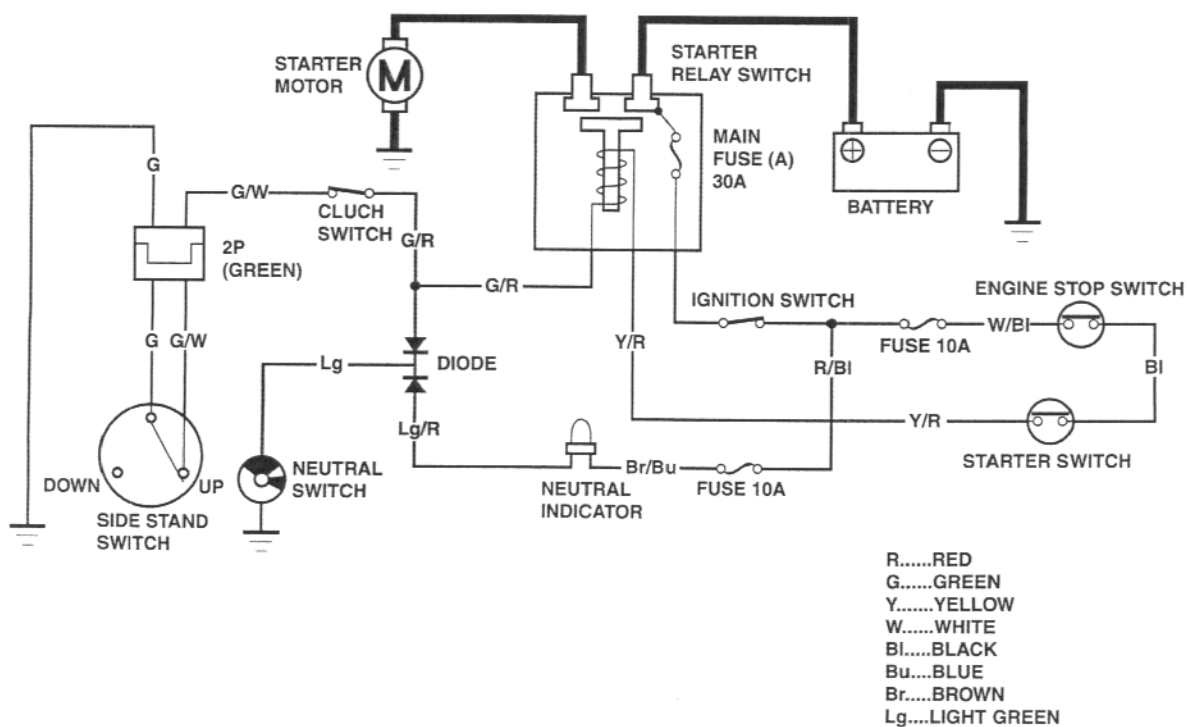 STARTER
MOTOR
M
STARTER
RELAY SWITCH
MAIN
FUSE (A)
30A
BATTERY
G
G/W
CLUCH
SWITCH
G/R
2P
(GREEN)
G/R
IGNITION SWITCH
ENGINE STOP SWITCH
G
G/W
Y/R
FUSE 10A
W/Bl
R/Bl
Bl
Lg
DIODE
Lg/R
Y/R
STARTER SWITCH
DOWN
UP
SIDE STAND
SWITCH
NEUTRAL
SWITCH
NEUTRAL
INDICATOR
Br/Bu
FUSE 10A
R......RED
G......GREEN
Y.......YELLOW
W......WHITE
Bl.....BLACK
Bu....BLUE
Br.....BROWN
Lg....LIGHT GREEN